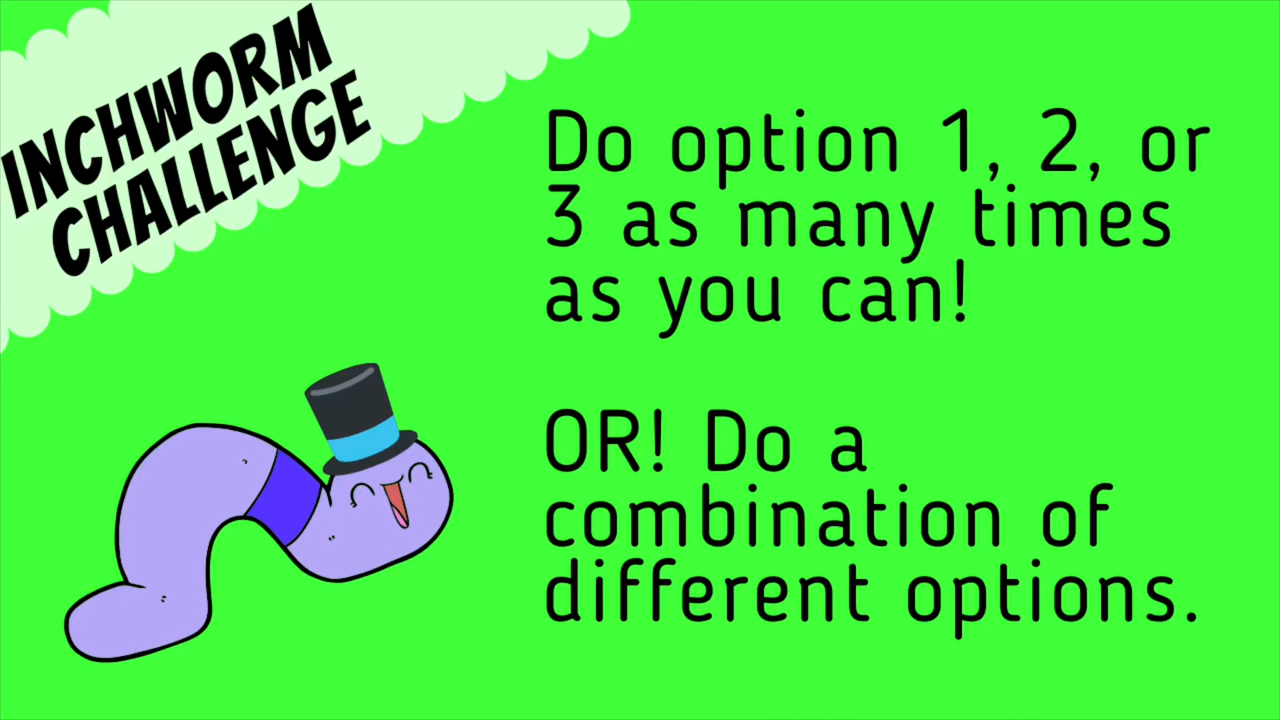 INCHWORM
CHALLENGE
Do option 1, 2, or
3 as many times
as you can!
OR! Do a
combination of
different options.